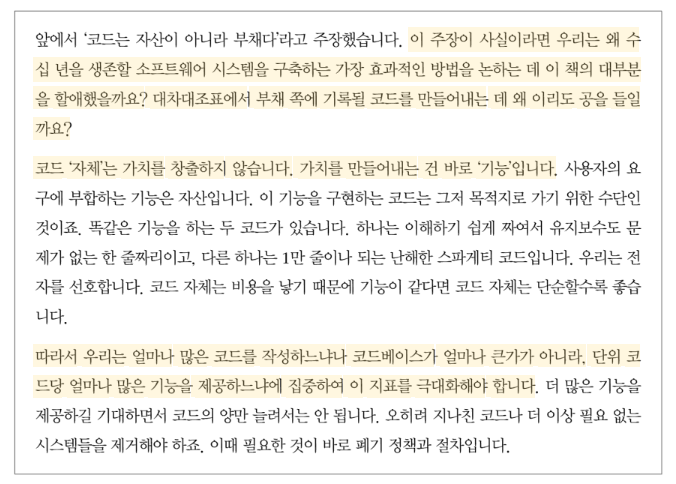 앞에서 ‘코드는 자산이 아니라 부채다’라고 주장했습니다. 이 주장이 사실이라면 우리는 왜 수
십 년을 생존할 소프트웨어 시스템을 구축하는 가장 효과적인 방법을 논하는 데 이 책의 대부분
을 할애했을까요? 대차대조표에서 부채 쪽에 기록될 코드를 만들어내는 데 왜 이리도 공을 들일
까요?
코드 ‘자체’는 가치를 창출하지 않습니다. 가치를 만들어내는 건 바로 ‘기능’입니다. 사용자의 요
구에 부합하는 기능은 자산입니다. 이 기능을 구현하는 코드는 그저 목적지로 가기 위한 수단인
것이죠. 똑같은 기능을 하는 두 코드가 있습니다. 하나는 이해하기 쉽게 짜여서 유지보수도 문
제가 없는 한 줄짜리이고, 다른 하나는 1만 줄이나 되는 난해한 스파게티 코드입니다. 우리는 전
자를 선호합니다. 코드 자체는 비용을 낳기 때문에 기능이 같다면 코드 자체는 단순할수록 좋습
니다.
따라서 우리는 얼마나 많은 코드를 작성하느냐나 코드베이스가 얼마나 큰가가 아니라, 단위 코
드당 얼마나 많은 기능을 제공하느냐에 집중하여 이 지표를 극대화해야 합니다. 더 많은 기능을
제공하길 기대하면서 코드의 양만 늘려서는 안 됩니다. 오히려 지나친 코드나 더 이상 필요 없는
시스템들을 제거해야 하죠. 이때 필요한 것이 바로 폐기 정책과 절차입니다.